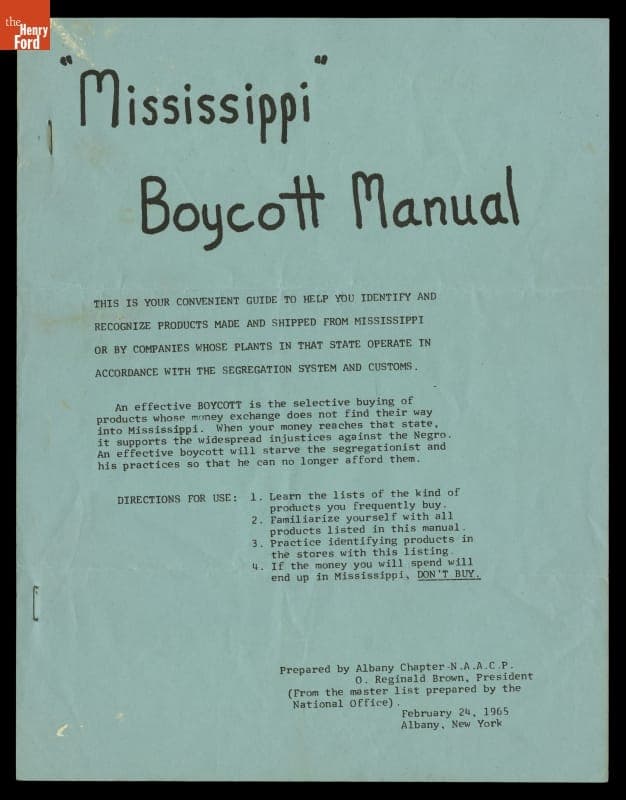 the
Henry
Ford
"Mississippi"
Boycott Manual
THIS IS YOUR CONVENIENT GUIDE TO HELP YOU IDENTIFY AND
RECOGNIZE PRODUCTS MADE AND SHIPPED FROM MISSISSIPPI
OR BY COMPANIES WHOSE PLANTS IN THAT STATE OPERATE IN
ACCORDANCE WITH THE SEGREGATION SYSTEM AND CUSTOMS.
An effective BOYCOTT is the selective buying of
products whose money exchange does not find their way
into Mississippi. When your money reaches that state,
it supports the widespread injustices against the Negro.
An effective boycott will starve the segregationist and
his practices so that he can no longer afford them.
DIRECTIONS FOR USE: 1. Learn the lists of the kind of
products you frequently buy.
2. Familiarize yourself with all
products listed in this manual.
3. Practice identifying products in
the stores with this listing.
4. If the money you will spend will
end up in Mississippi, DON'T BUY.
Prepared by Albany Chapter-N.A.A.C.P.
O. Reginald Brown, President
(From the master list prepared by the
National Office).
February 24, 1965
Albany, New York